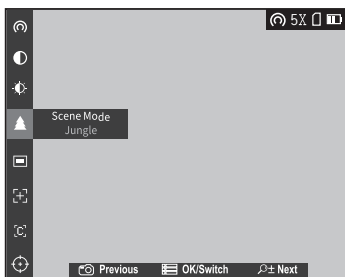 5X
Scene Mode
Jungle
[C]
Previous OK/Switch ± Next